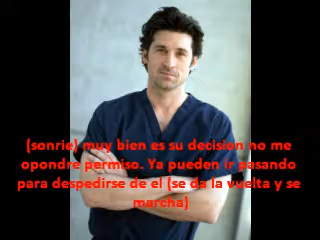 (sonrie) muy bien es su decision no me
opondre permiso. Ya pueden ir pasando
para despedirse de el (se da la vuelta y se
marcha)